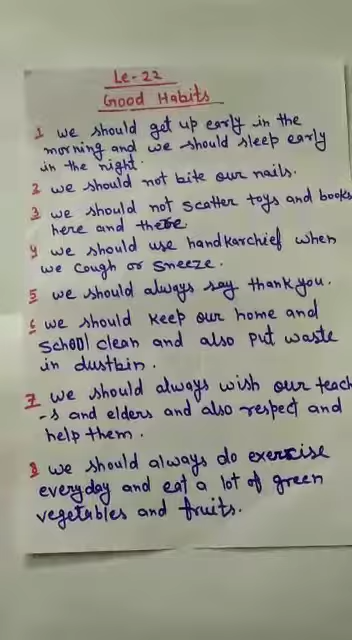 Le-22
Good Habits
1 we should get up early in the
morning and we should sleep early
in the night.
2 we should not bite our nails.
3 we should not scatter toys and books
here and there.
4 we should use handkarchief when
we cough or sneeze.
5 we should always say thank you.
6 we should keep our home and
school clean and also put waste
in dustbin.
7 we should always wish our teach
-s and elders and also respect and
help them.
8 we should always do exercise
everyday and eat a lot of green
vegetables and fruits.